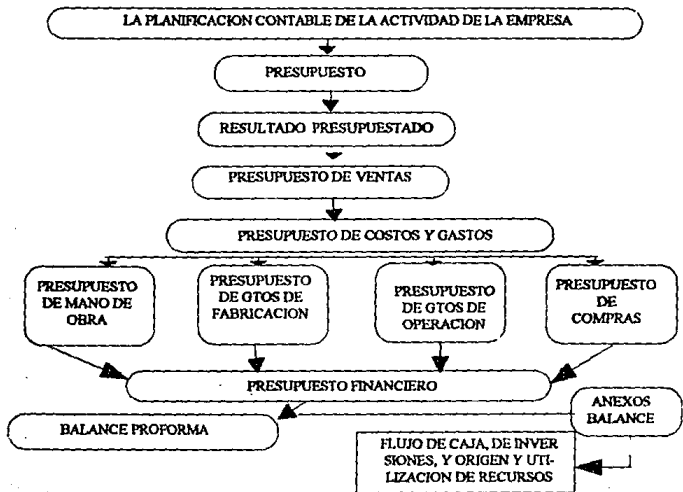 LA PLANIFICACION CONTABLE DE LA ACTIVIDAD DE LA EMPRESA
PRESUPUESTO
RESULTADO PRESUPUESTADO
PRESUPUESTO DE VENTAS
PRESUPUESTO DE COSTOS Y GASTOS
PRESUPUESTO
DE MANO DE
OBRA
PRESUPUESTO
DE GTOS DE
FABRICACION
PRESUPUESTO
DE GTOS DE
OPERACION
PRESUPUESTO
DE
COMPRAS
PRESUPUESTO FINANCIERO
ANEXOS
BALANCE
BALANCE PROFORMA
FLUJO DE CAJA, DE INVER
SIONES, Y ORIGEN Y UTI-
LIZACION DE RECURSOS